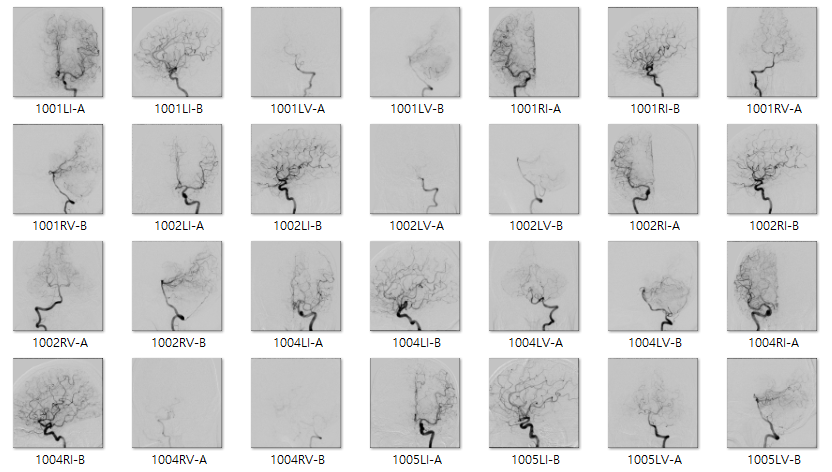 1001LI-A 1001LI-B 1001LV-A 1001LV-B 1001RI-A 1001RI-B 1001RV-A
1001RV-B 1002LI-A 1002LI-B 1002LV-A 1002LV-B 1002RI-A 1002RI-B
1002RV-A 1002RV-B 1004LI-A 1004LI-B 1004LV-A 1004LV-B 1004RI-A
1004RI-B 1004RV-A 1004RV-B 1005LI-A 1005LI-B 1005LV-A 1005LV-B